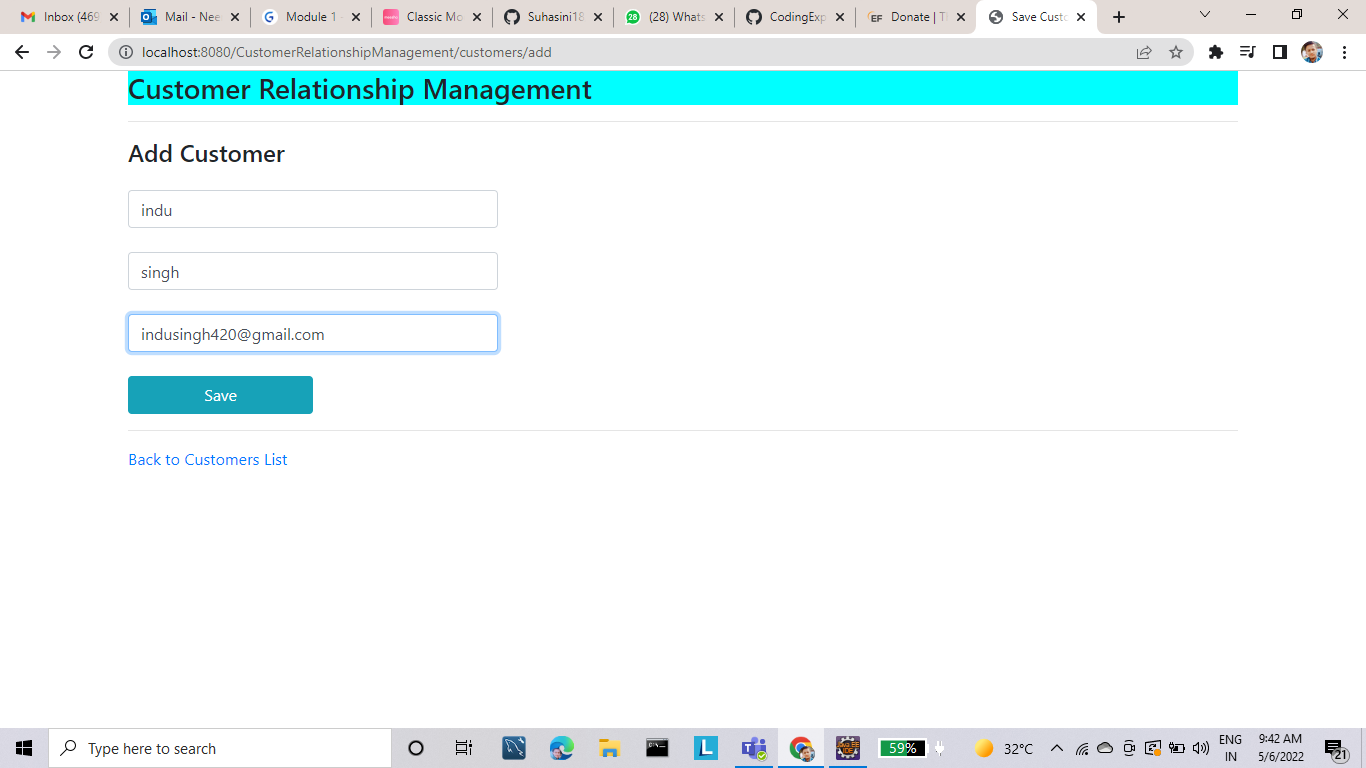 Inbox (469
Mail - Nee
Module 1 -
Classic Mo
Suhasini18
(28) Whats
CodingExp
Donate | T
Save Custo
localhost:8080/CustomerRelationshipManagement/customers/add
Customer Relationship Management
Add Customer
indu
singh
indusingh420@gmail.com
Save
Back to Customers List
Type here to search
59%
32°C
ENG
IN
9:42 AM
5/6/2022
21